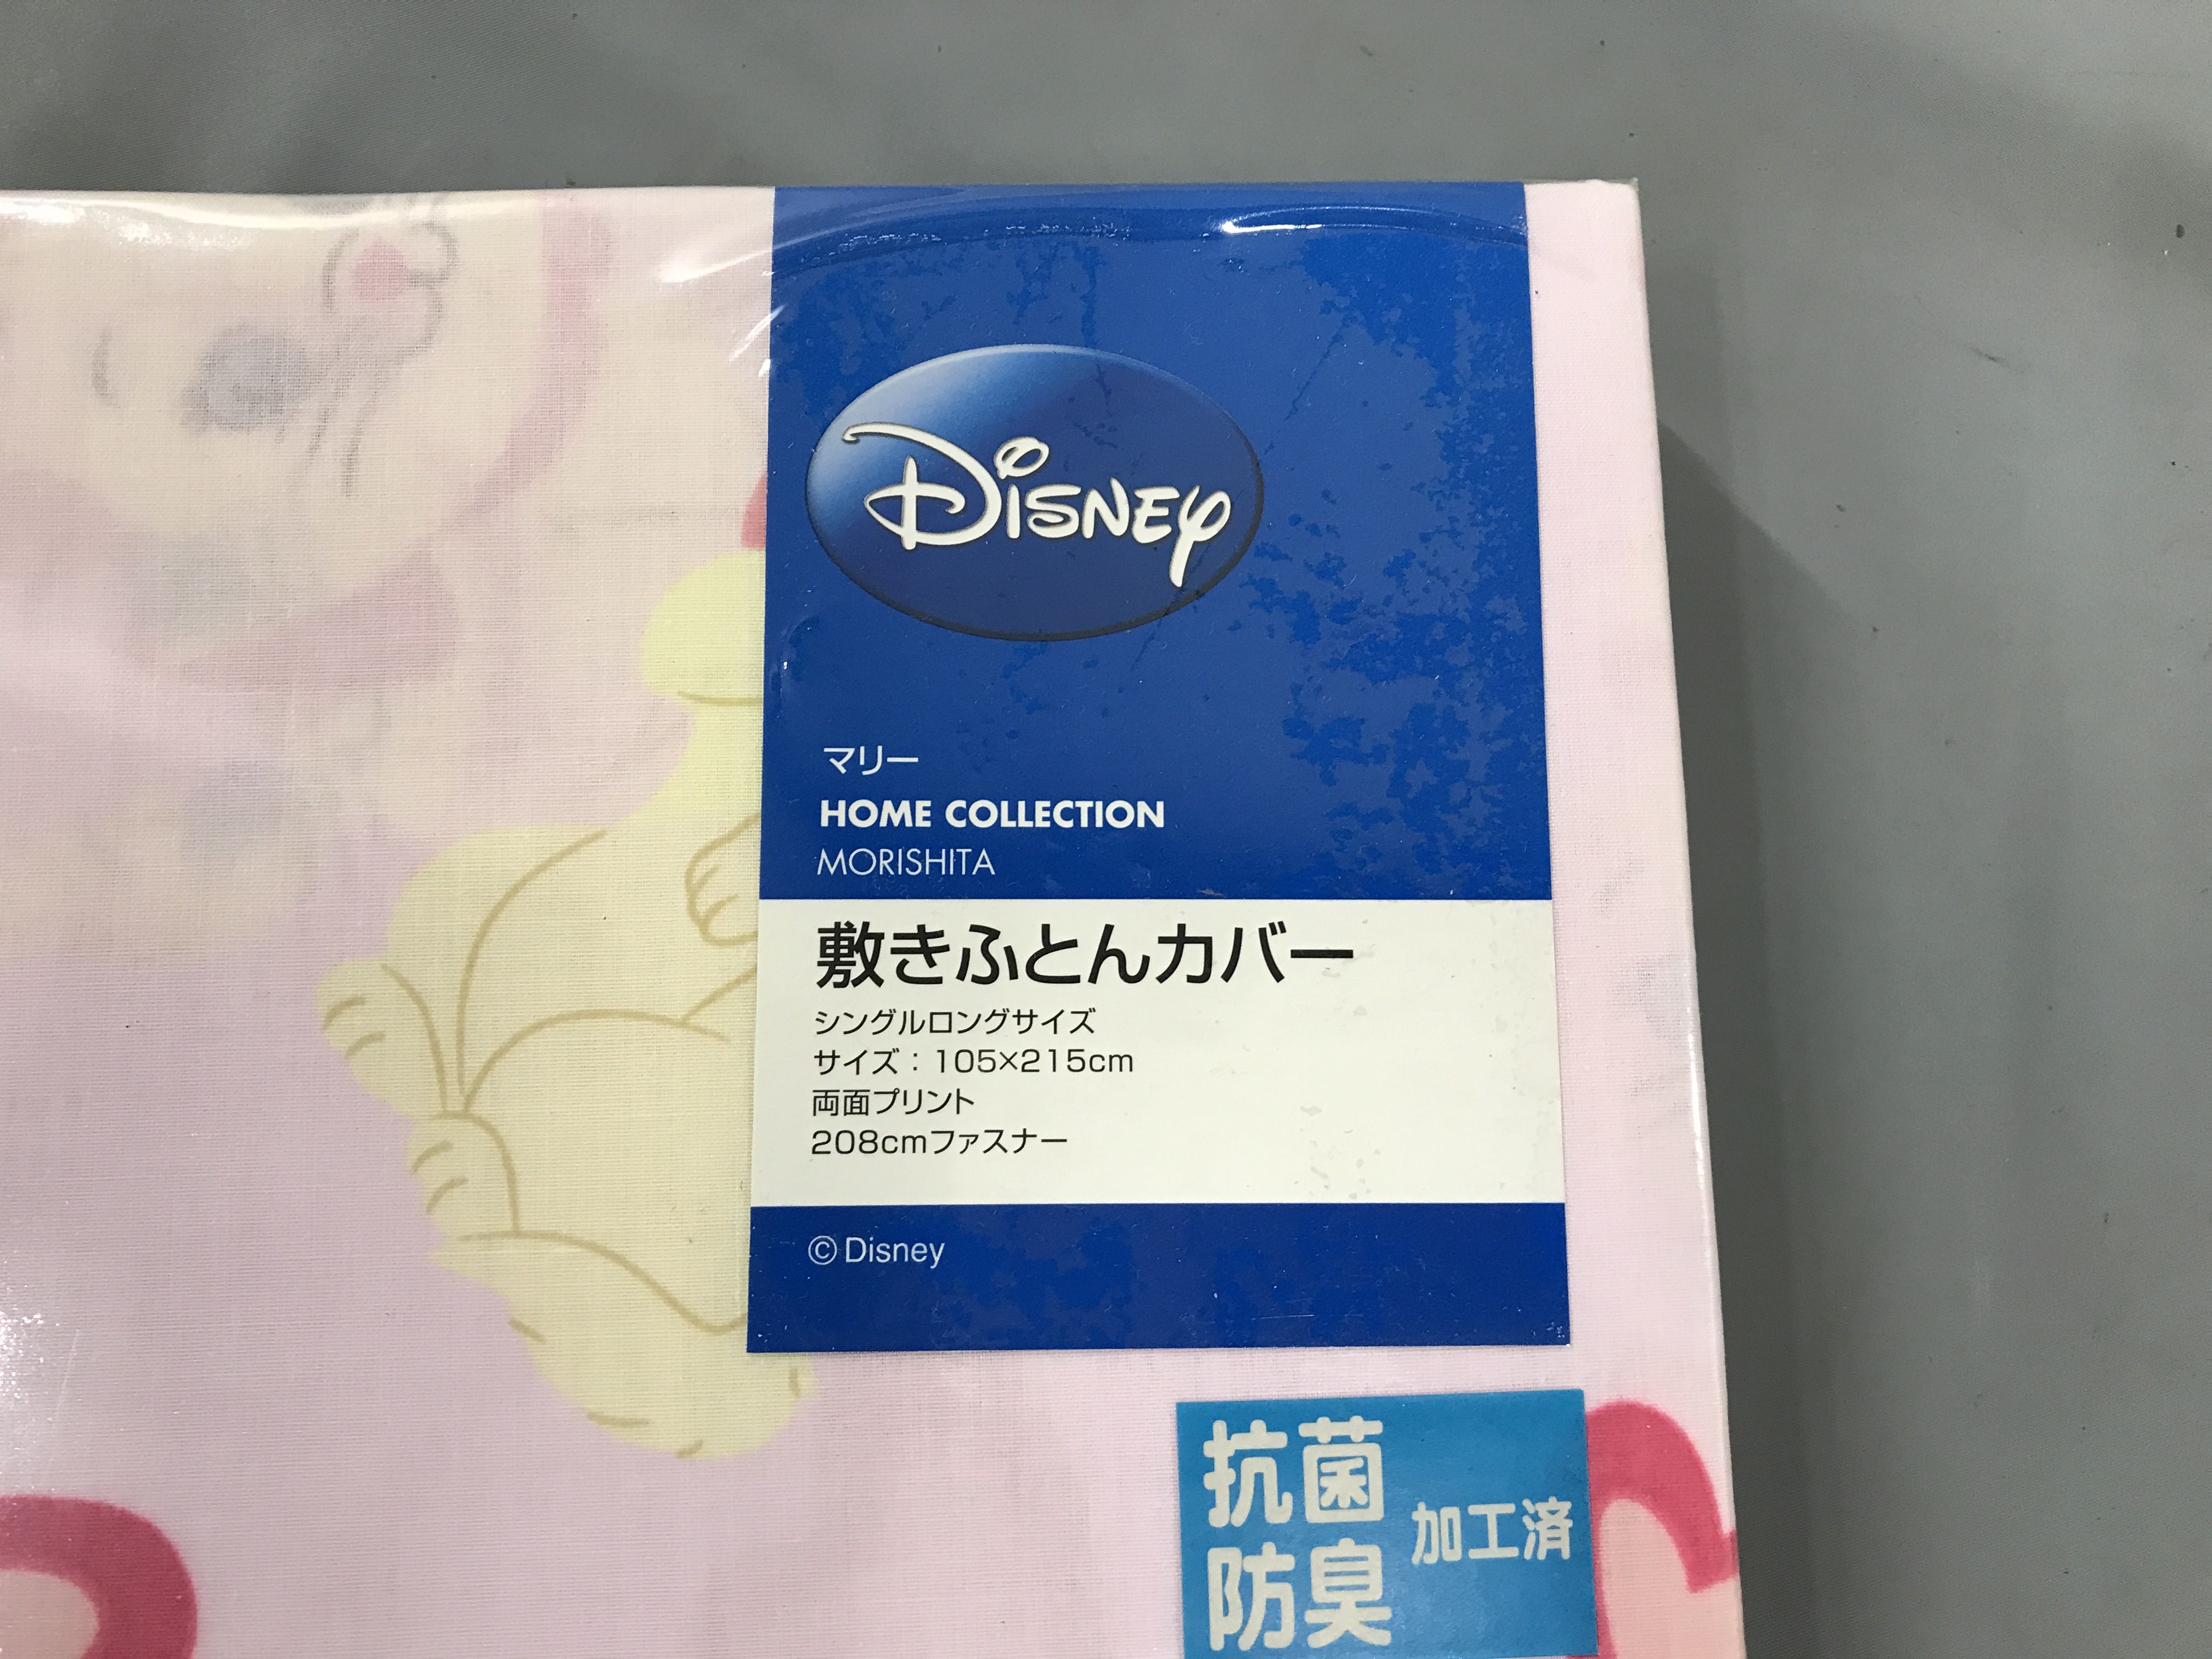 Disney
マリー
HOME COLLECTION
MORISHITA
敷きふとんカバー
シングルロングサイズ
サイズ：105×215cm
両面プリント
208cmファスナー
©Disney
抗菌
防臭
加工済